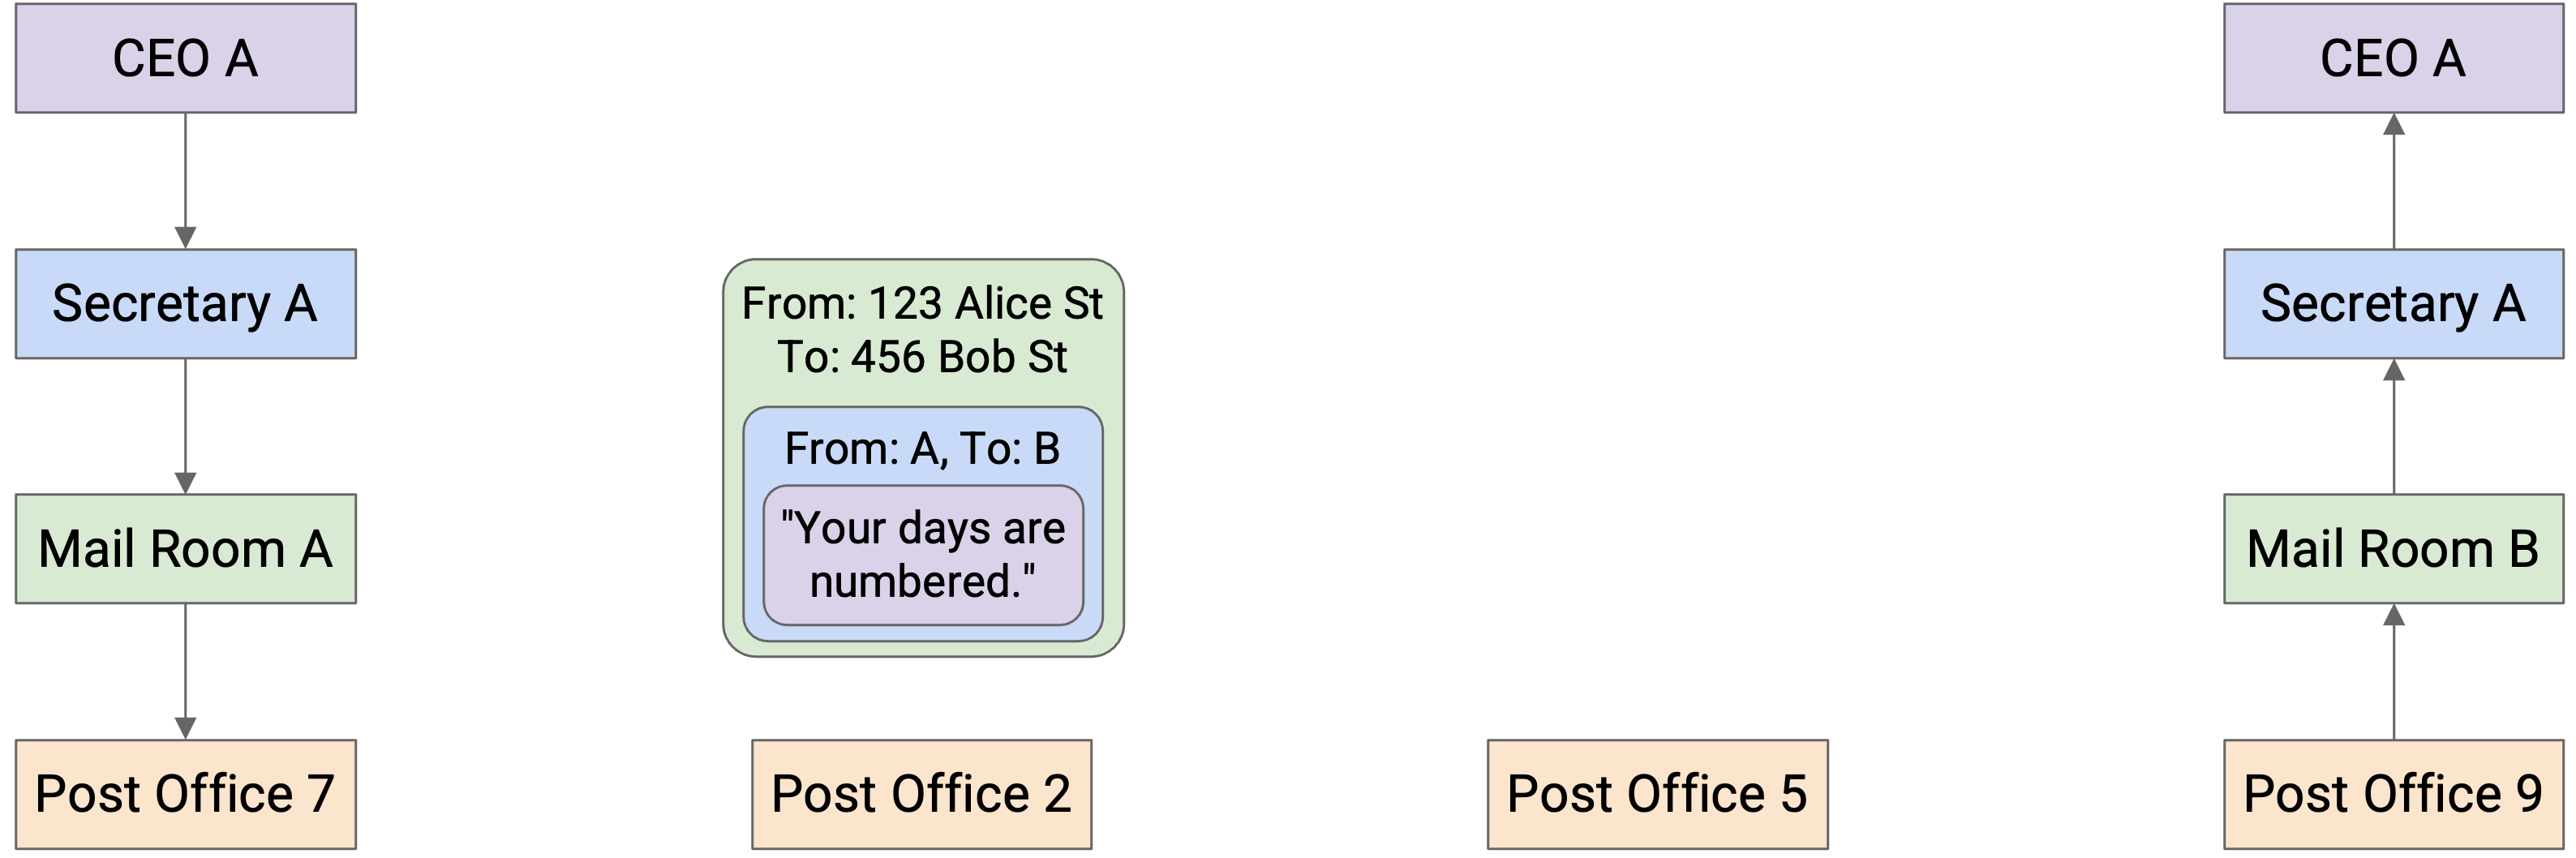 CEO A
CEO A
Secretary A
From: 123 Alice St
To: 456 Bob St
Secretary A
From: A, To: B
"Your days are
numbered."
Mail Room A
Mail Room B
Post Office 7
Post Office 2
Post Office 5
Post Office 9